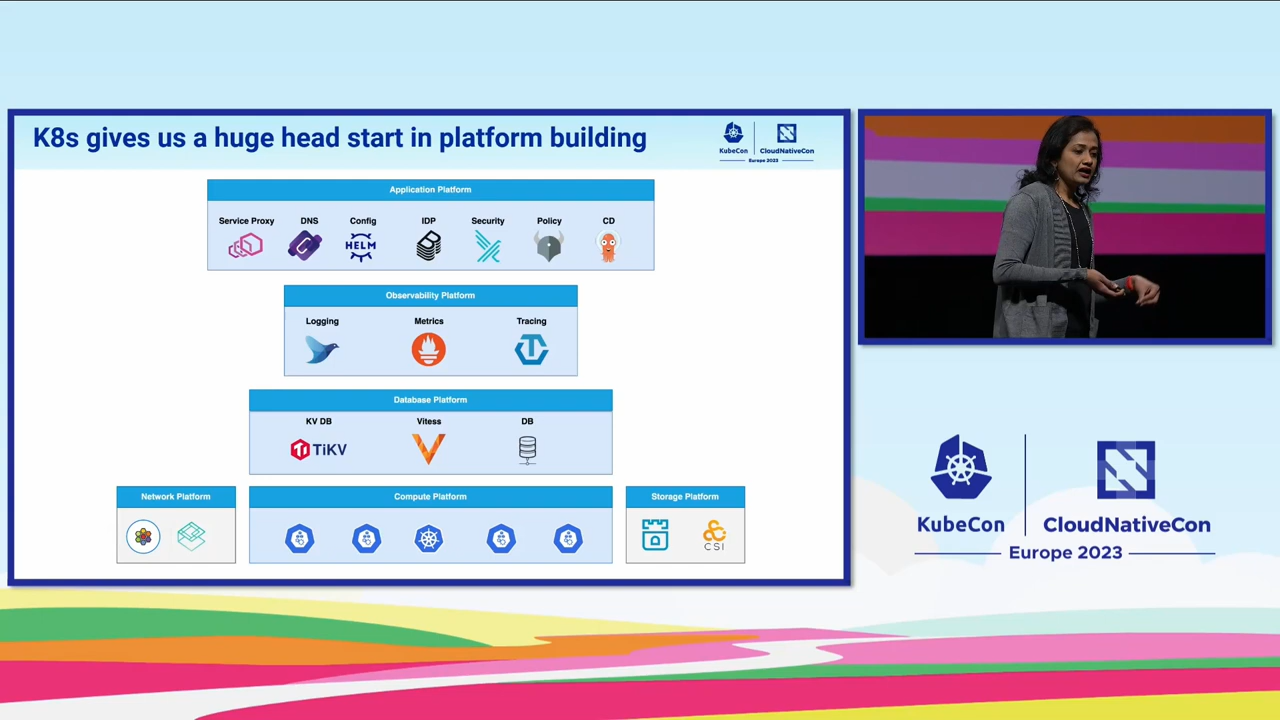 K8s gives us a huge head start in platform building
KubeCon
CloudNativeCon
Europe 2023
Application Platform
Service Proxy
DNS
Config
IDP
Security
Policy
CD
HELM
Observability Platform
Logging
Metrics
Tracing
Database Platform
KV DB
Vitess
DB
TiKV
Network Platform
Compute Platform
Storage Platform
CSI
KubeCon
CloudNativeCon
Europe 2023